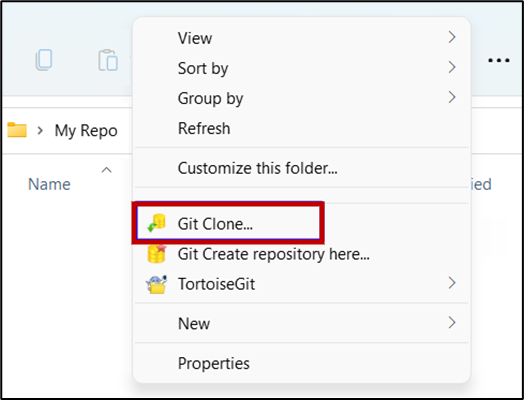 View
Sort by
Group by
Refresh
My Repo
Customize this folder...
Name
ied
Git Clone...
Git Create repository here...
TortoiseGit
New
Properties